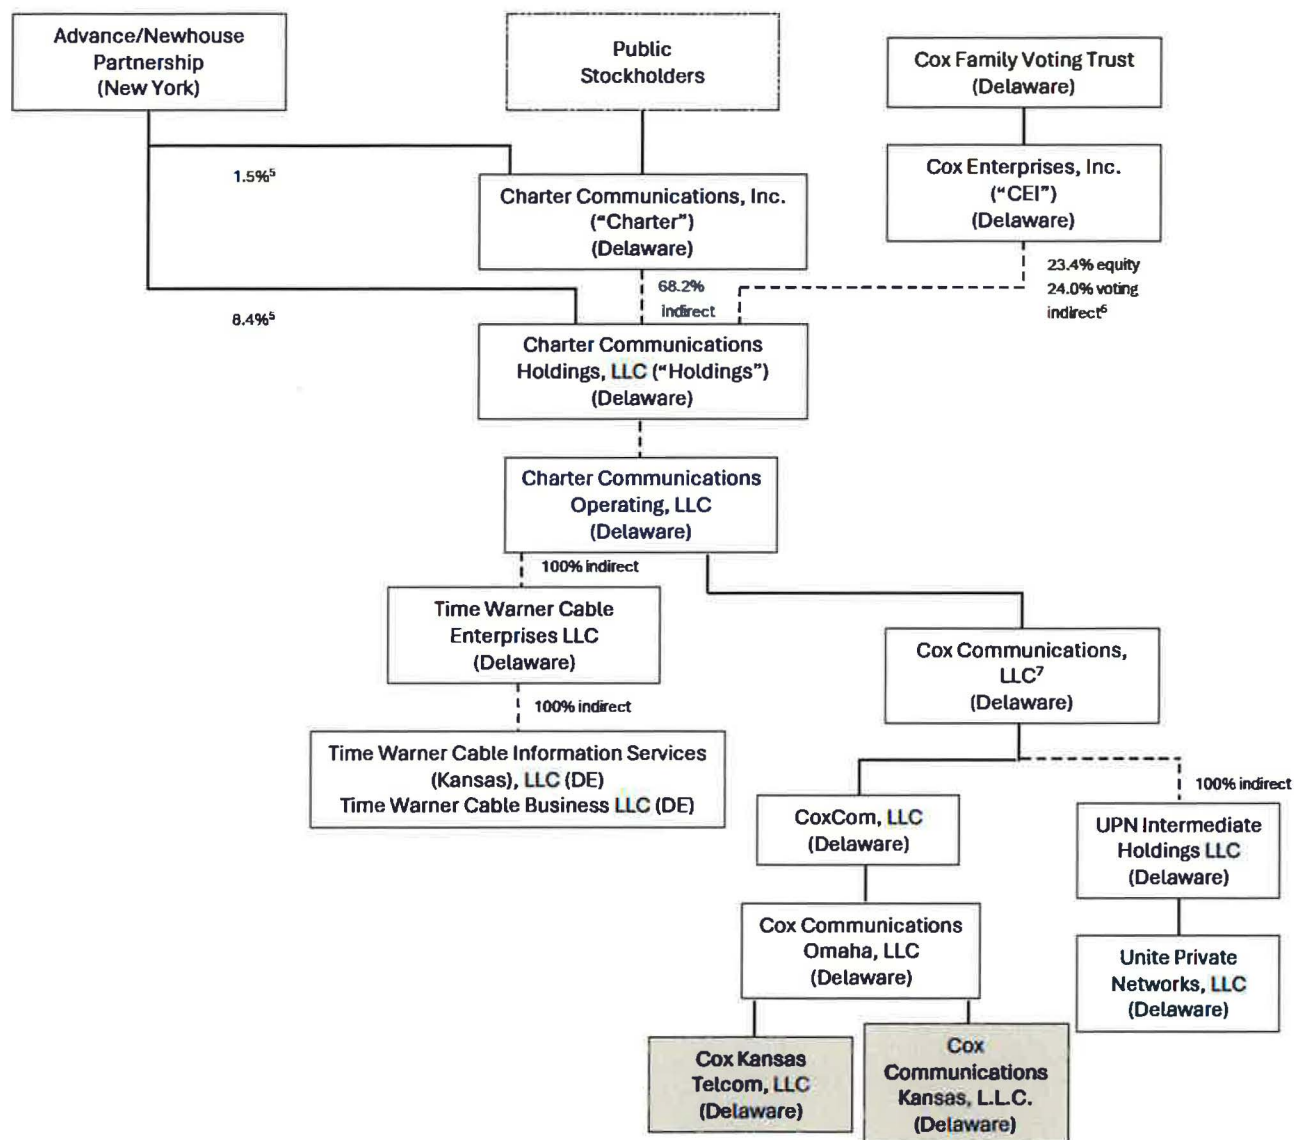 Advance/Newhouse
Partnership
(New York)
Public
Stockholders
Cox Family Voting Trust
(Delaware)
1.5%⁵
Charter Communications, Inc.
(“Charter”)
(Delaware)
Cox Enterprises, Inc.
(“CEI”)
(Delaware)
8.4%⁵
68.2%
indirect
23.4% equity
24.0% voting
indirect⁶
Charter Communications
Holdings, LLC (“Holdings”)
(Delaware)
Charter Communications
Operating, LLC
(Delaware)
100% indirect
Time Warner Cable
Enterprises LLC
(Delaware)
Cox Communications,
LLC⁷
(Delaware)
100% indirect
Time Warner Cable Information Services
(Kansas), LLC (DE)
Time Warner Cable Business LLC (DE)
100% indirect
CoxCom, LLC
(Delaware)
UPN Intermediate
Holdings LLC
(Delaware)
Cox Communications
Omaha, LLC
(Delaware)
Unite Private
Networks, LLC
(Delaware)
Cox Kansas
Telcom, LLC
(Delaware)
Cox
Communications
Kansas, L.L.C.
(Delaware)